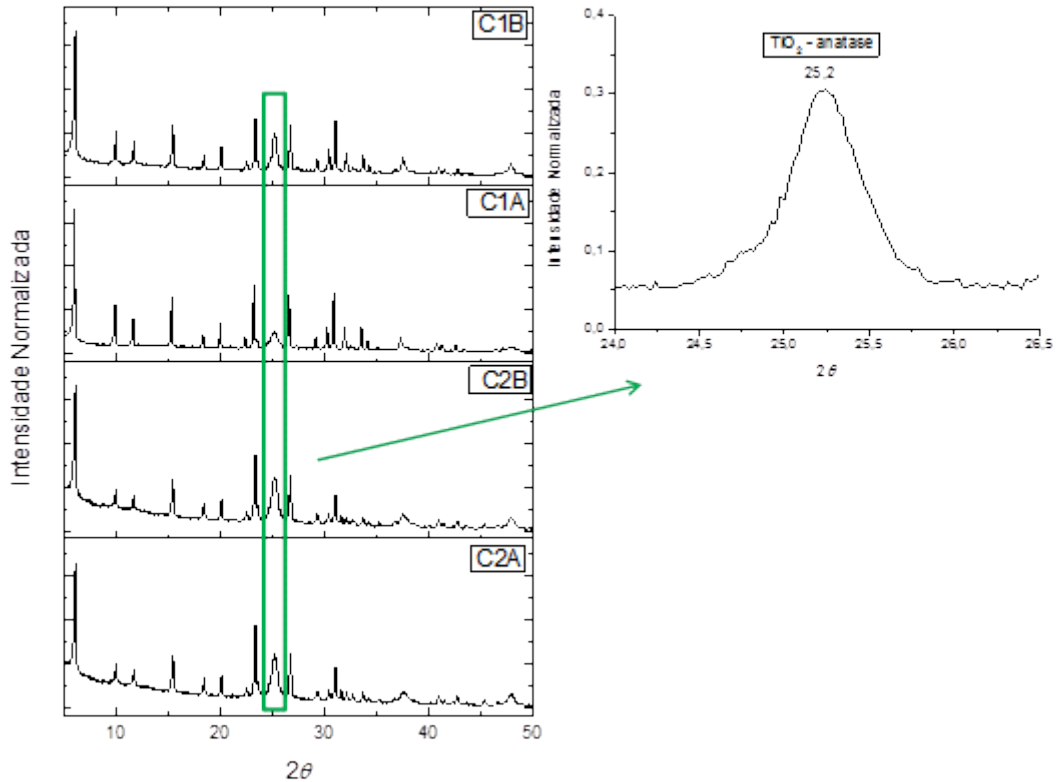 C1B
C1A
C2B
C2A
Intensidade Normalizada
10 20 30 40 50
2θ
TiO₂ - anatase
25,2
0,4
0,3
0,2
0,1
0,0
Intensidade Normalizada
24,0 24,5 25,0 25,5 26,0 26,5
2θ